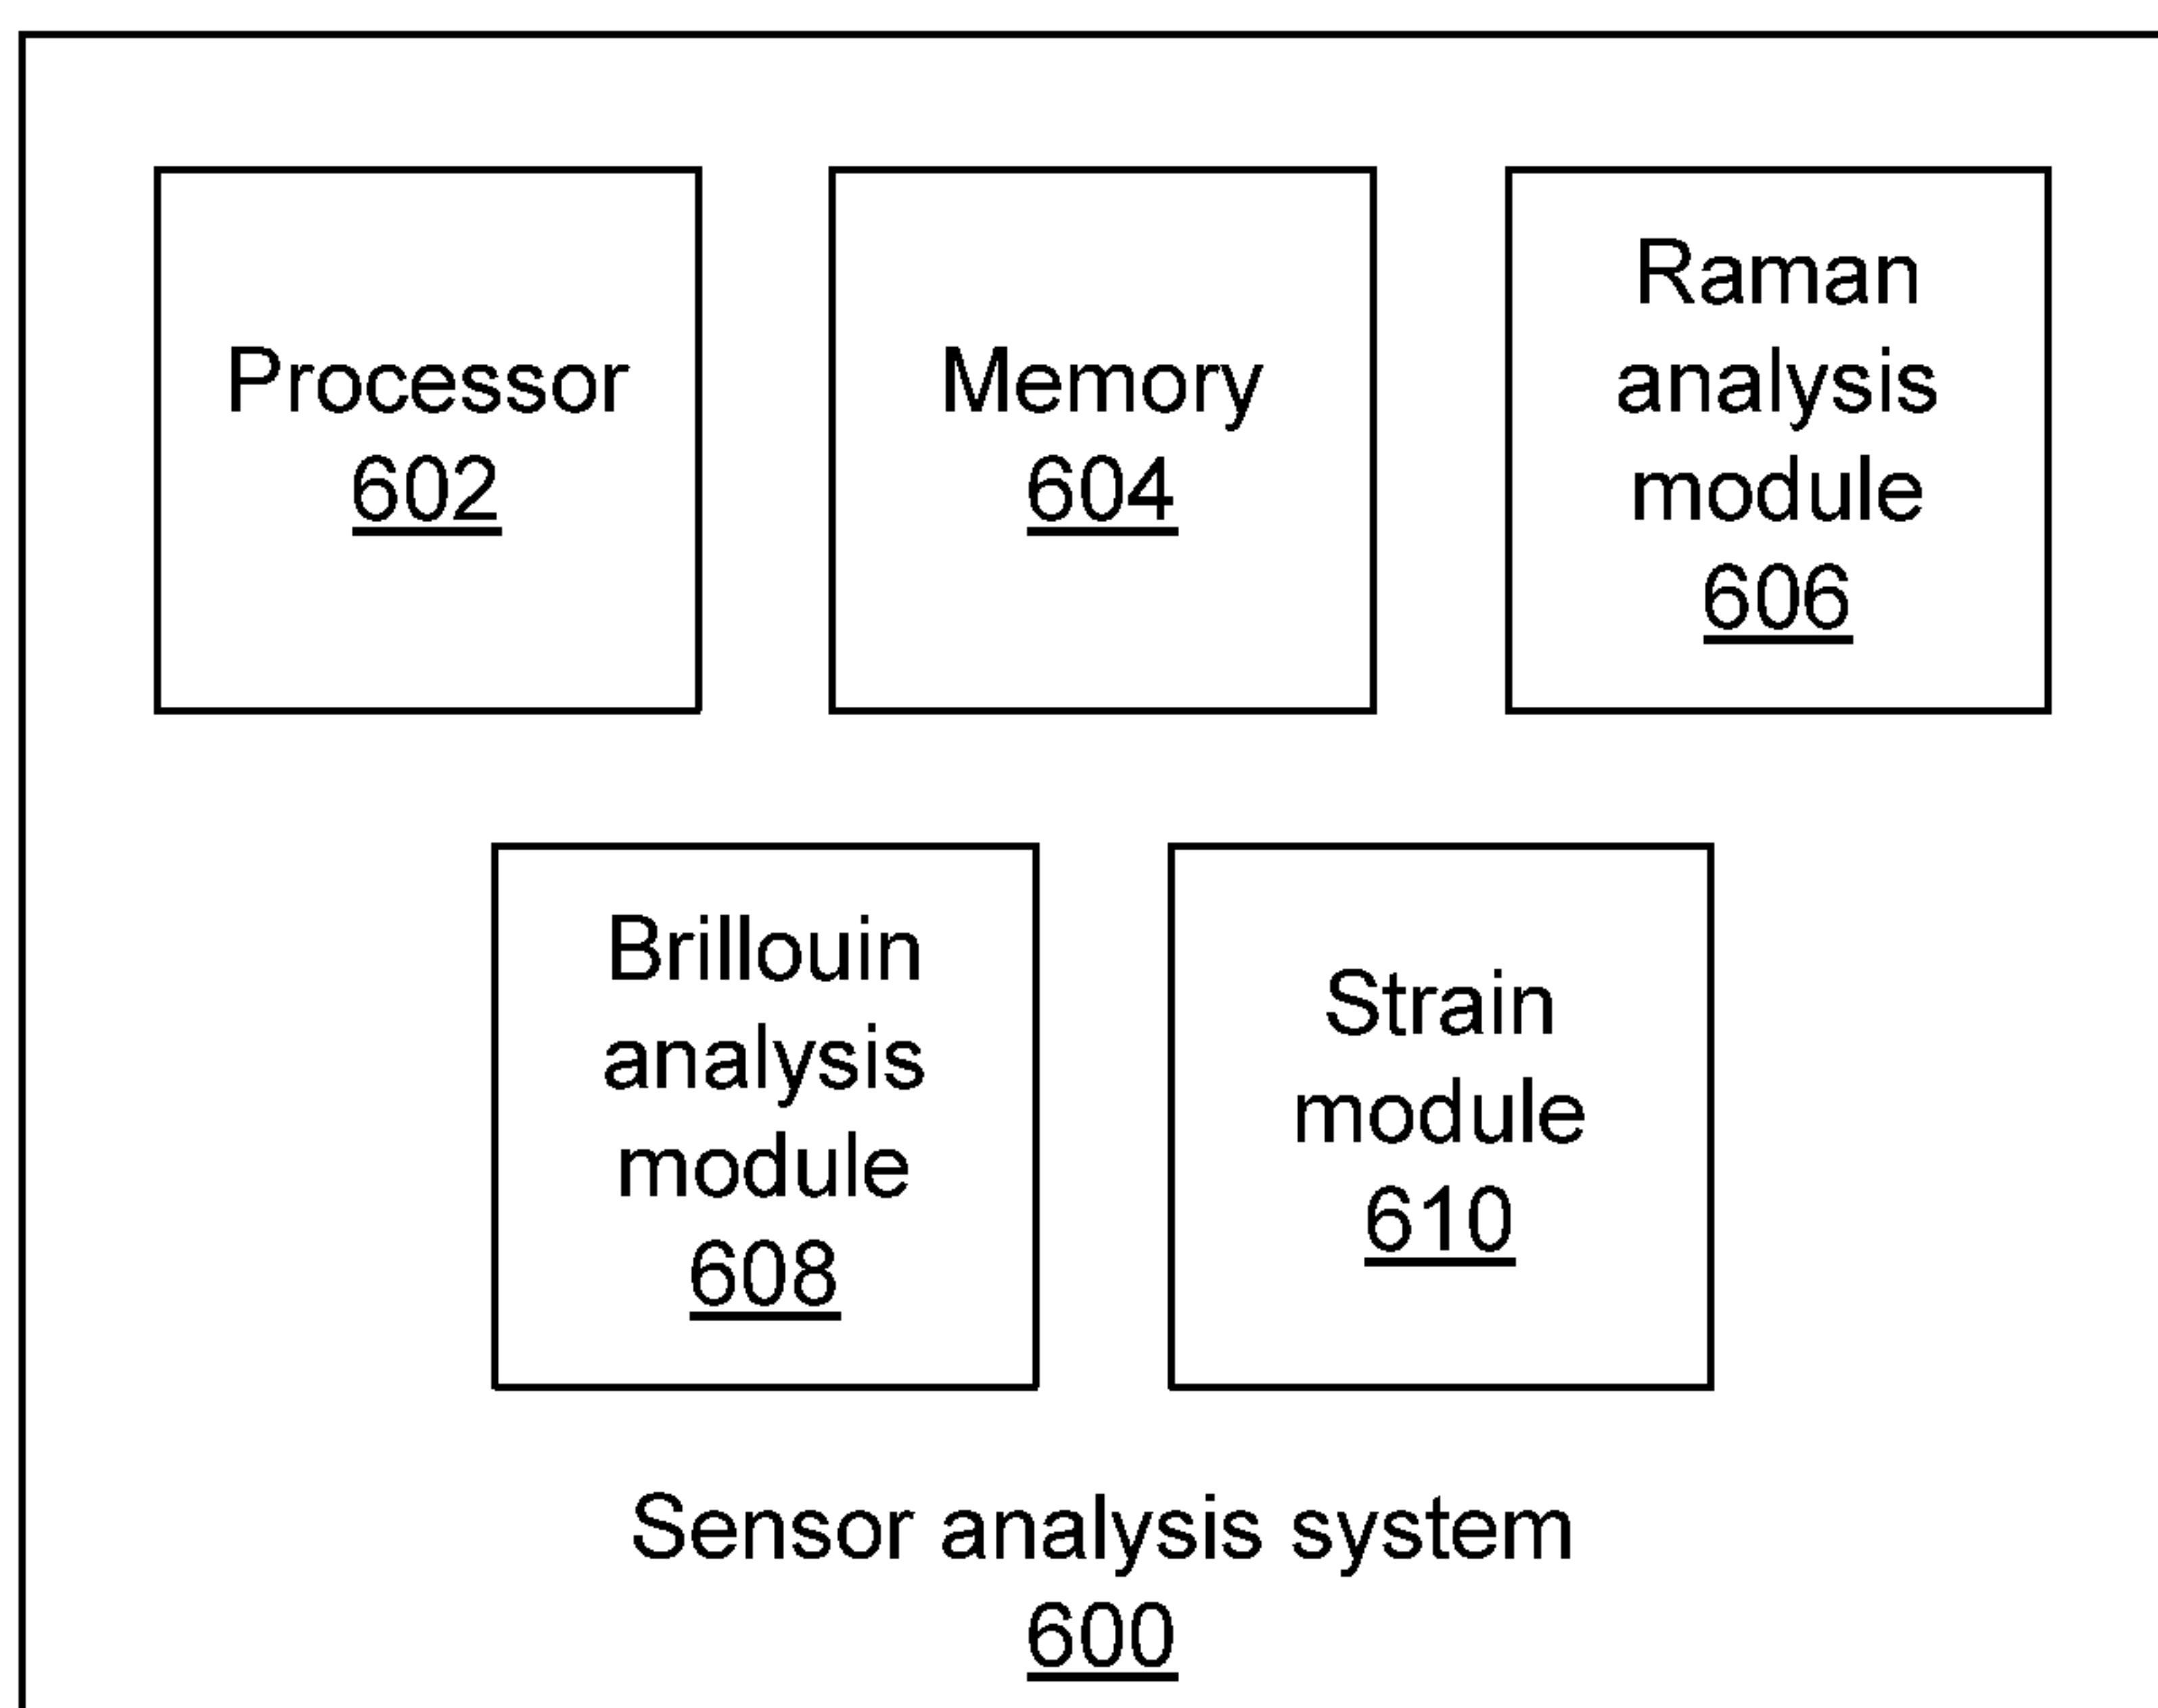 Processor
602
Memory
604
Raman
analysis
module
606
Brillouin
analysis
module
608
Strain
module
610
Sensor analysis system
600